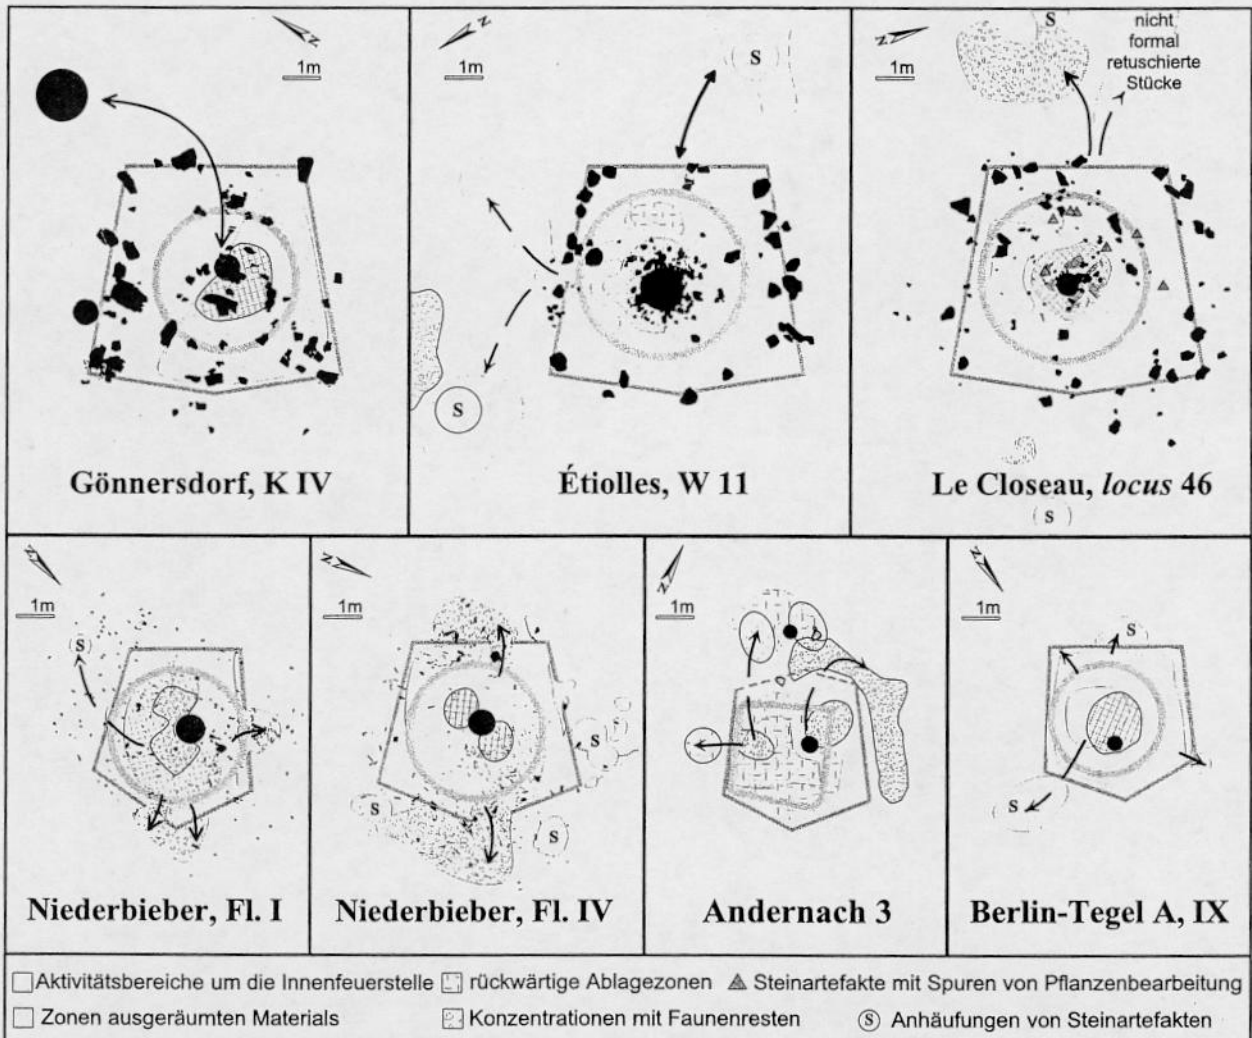 N
1m
N
1m
S
N
1m
S
nicht
formal
retuschierte
Stücke
S
Gönnersdorf, K IV
Étiolles, W 11
Le Closeau, locus 46
S
N
1m
S
Niederbieber, Fl. I
N
1m
S
S
S
Niederbieber, Fl. IV
N
1m
Andernach 3
N
1m
S
S
Berlin-Tegel A, IX
Aktivitätsbereiche um die Innenfeuerstelle rückwärtige Ablagezonen Steinartefakte mit Spuren von Pflanzenbearbeitung
Zonen ausgeräumten Materials Konzentrationen mit Faunenresten S Anhäufungen von Steinartefakten